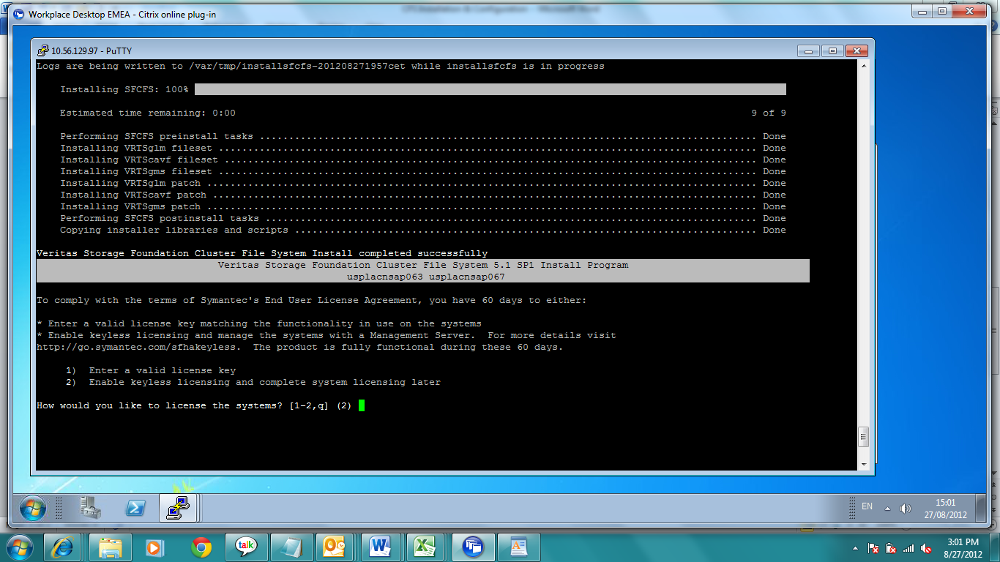 Workplace Desktop EMEA - Citrix online plug-in
10.56.129.97 - PuTTY
Logs are being written to /var/tmp/installsfcfs-201208271957cet while installsfcfs is in progress
Installing SFCFS: 100%
Estimated time remaining: 0:00 9 of 9
Performing SFCFS preinstall tasks ..................................................................................... Done
Installing VRTSglm fileset ............................................................................................ Done
Installing VRTScavf fileset ........................................................................................... Done
Installing VRTSgms fileset ............................................................................................ Done
Installing VRTSglm patch .............................................................................................. Done
Installing VRTScavf patch ............................................................................................. Done
Installing VRTSgms patch .............................................................................................. Done
Performing SFCFS postinstall tasks .................................................................................... Done
Copying installer libraries and scripts ............................................................................... Done
Veritas Storage Foundation Cluster File System Install completed successfully
Veritas Storage Foundation Cluster File System 5.1 SP1 Install Program
usplacnsap063 usplacnsap067
To comply with the terms of Symantec's End User License Agreement, you have 60 days to either:
* Enter a valid license key matching the functionality in use on the systems
* Enable keyless licensing and manage the systems with a Management Server.  For more details visit
http://go.symantec.com/sfhakeyless.  The product is fully functional during these 60 days.
1)  Enter a valid license key
2)  Enable keyless licensing and complete system licensing later
How would you like to license the systems? [1-2,q] (2)
EN
15:01
27/08/2012
talk
3:01 PM
8/27/2012